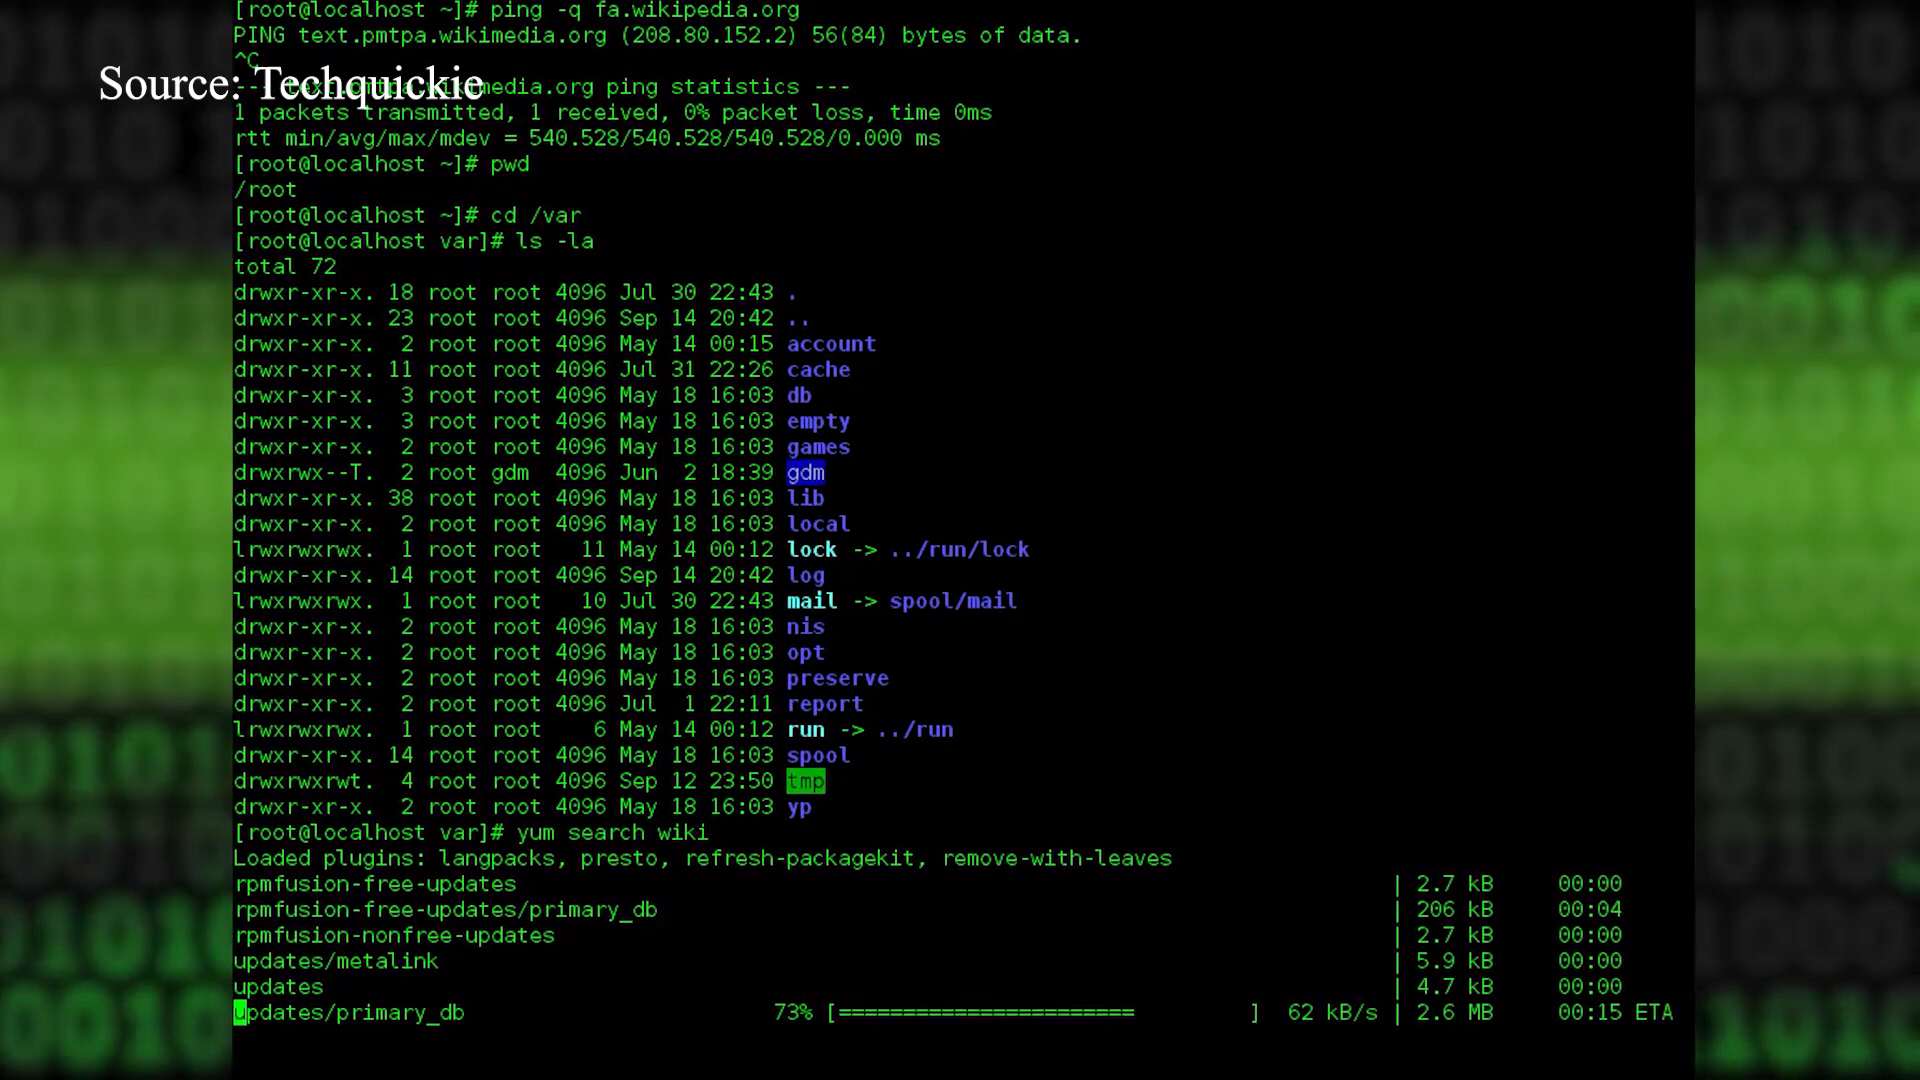 [root@localhost ~]# ping -q fa.wikipedia.org
PING text.pmtpa.wikimedia.org (208.80.152.2) 56(84) bytes of data.
^C
Source: Techquickie
--- text.pmtpa.wikimedia.org ping statistics ---
1 packets transmitted, 1 received, 0% packet loss, time 0ms
rtt min/avg/max/mdev = 540.528/540.528/540.528/0.000 ms
[root@localhost ~]# pwd
/root
[root@localhost ~]# cd /var
[root@localhost var]# ls -la
total 72
drwxr-xr-x. 18 root root 4096 Jul 30 22:43 .
drwxr-xr-x. 23 root root 4096 Sep 14 20:42 ..
drwxr-xr-x.  2 root root 4096 May 14 00:15 account
drwxr-xr-x. 11 root root 4096 Jul 31 22:26 cache
drwxr-xr-x.  3 root root 4096 May 18 16:03 db
drwxr-xr-x.  3 root root 4096 May 18 16:03 empty
drwxr-xr-x.  2 root root 4096 May 18 16:03 games
drwxrwx--T.  2 root gdm  4096 Jun  2 18:39 gdm
drwxr-xr-x. 38 root root 4096 May 18 16:03 lib
drwxr-xr-x.  2 root root 4096 May 18 16:03 local
lrwxrwxrwx.  1 root root   11 May 14 00:12 lock -> ../run/lock
drwxr-xr-x. 14 root root 4096 Sep 14 20:42 log
lrwxrwxrwx.  1 root root   10 Jul 30 22:43 mail -> spool/mail
drwxr-xr-x.  2 root root 4096 May 18 16:03 nis
drwxr-xr-x.  2 root root 4096 May 18 16:03 opt
drwxr-xr-x.  2 root root 4096 May 18 16:03 preserve
drwxr-xr-x.  2 root root 4096 Jul  1 22:11 report
lrwxrwxrwx.  1 root root    6 May 14 00:12 run -> ../run
drwxr-xr-x. 14 root root 4096 May 18 16:03 spool
drwxrwxrwt.  4 root root 4096 Sep 12 23:50 tmp
drwxr-xr-x.  2 root root 4096 May 18 16:03 yp
[root@localhost var]# yum search wiki
Loaded plugins: langpacks, presto, refresh-packagekit, remove-with-leaves
rpmfusion-free-updates | 2.7 kB 00:00
rpmfusion-free-updates/primary_db | 206 kB 00:04
rpmfusion-nonfree-updates | 2.7 kB 00:00
updates/metalink | 5.9 kB 00:00
updates | 4.7 kB 00:00
updates/primary_db 73% [======================= ] 62 kB/s | 2.6 MB 00:15 ETA